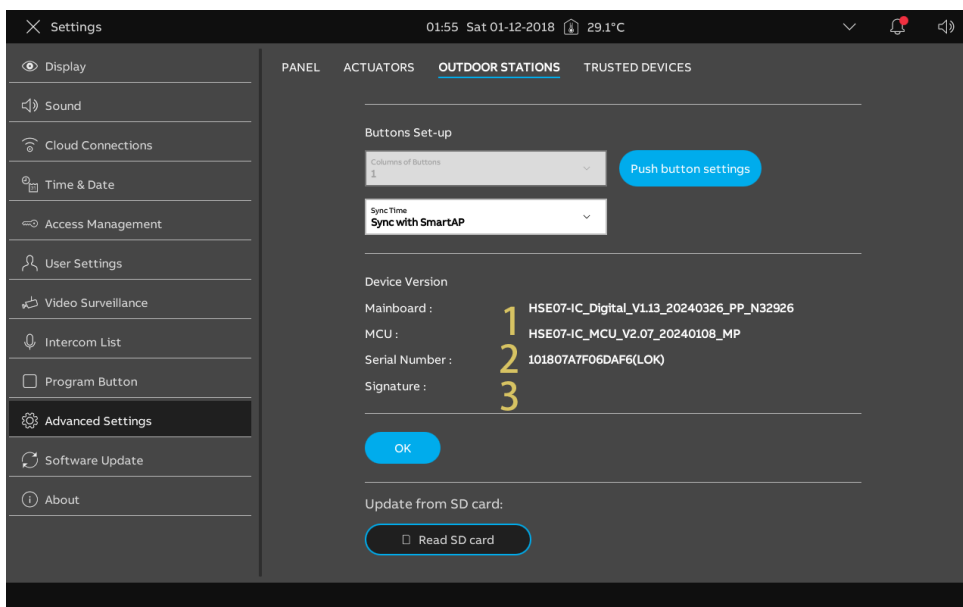 Settings
01:55 Sat 01-12-2018 29.1°C
Display
Sound
Cloud Connections
Time & Date
Access Management
User Settings
Video Surveillance
Intercom List
Program Button
Advanced Settings
Software Update
About
PANEL ACTUATORS OUTDOOR STATIONS TRUSTED DEVICES
Buttons Set-up
Columns of Buttons
1
Push button settings
Sync Time
Sync with SmartAP
Device Version
Mainboard : HSE07-IC_Digital_V1.13_20240326_PP_N32926
1
MCU : HSE07-IC_MCU_V2.07_20240108_MP
Serial Number : 2 101807A7F06DAF6(LOK)
Signature : 3
OK
Update from SD card:
Read SD card